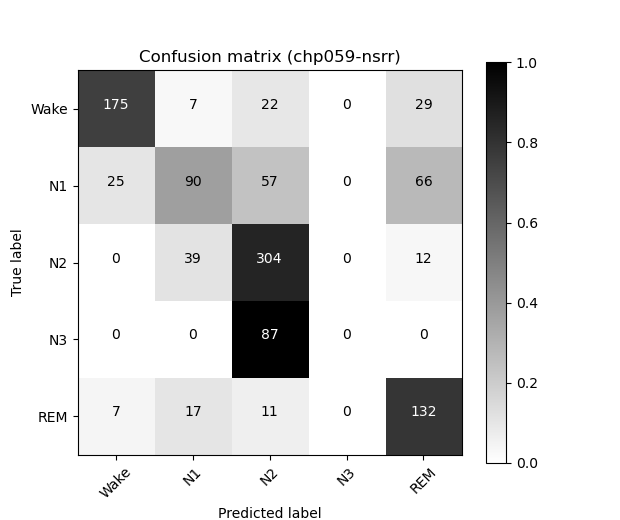 Confusion matrix (chp059-nsrr)
True label
Wake 175 7 22 0 29
N1 25 90 57 0 66
N2 0 39 304 0 12
N3 0 0 87 0 0
REM 7 17 11 0 132
Wake N1 N2 N3 REM
Predicted label
1.0
0.8
0.6
0.4
0.2
0.0